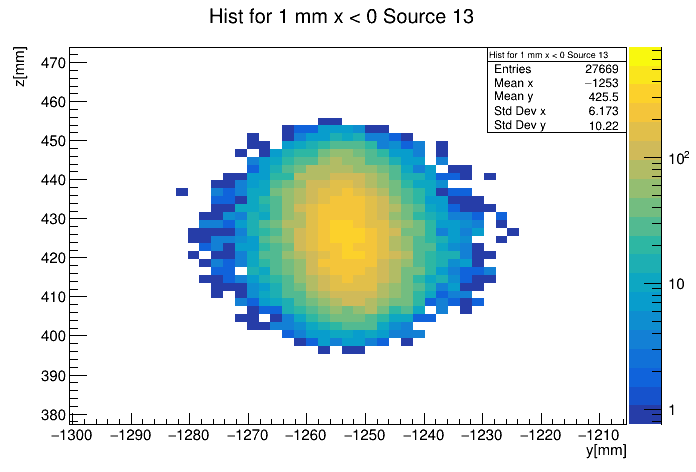 Hist for 1 mm x < 0 Source 13
z[mm]
Hist for 1 mm x < 0 Source 13
Entries 27669
Mean x −1253
Mean y 425.5
Std Dev x 6.173
Std Dev y 10.22
470
460
450
440
430
420
410
400
390
380
−1300 −1290 −1280 −1270 −1260 −1250 −1240 −1230 −1220 −1210
y[mm]
10²
10
1